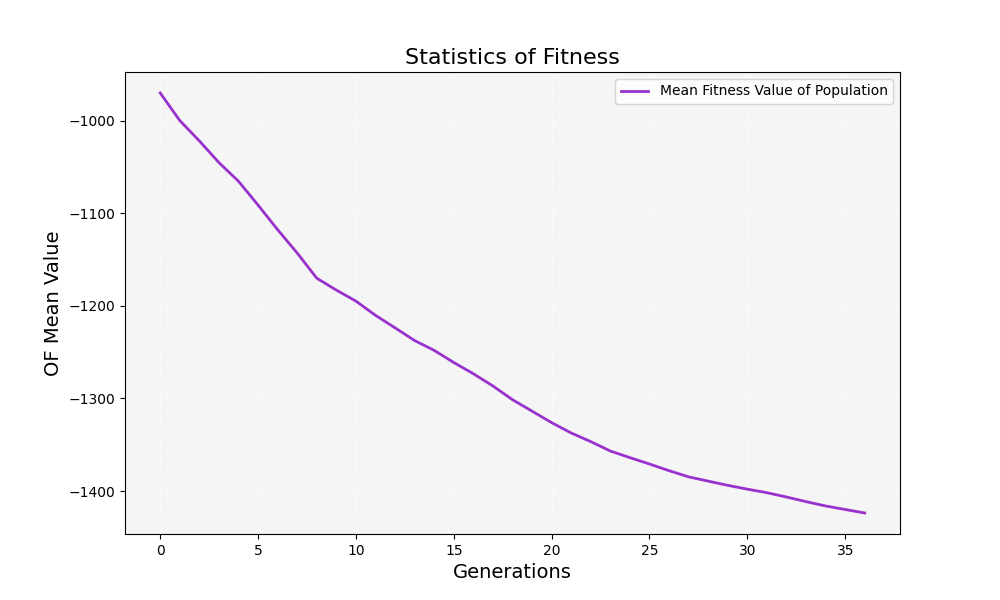 Statistics of Fitness
Mean Fitness Value of Population
OF Mean Value
−1000
−1100
−1200
−1300
−1400
0 5 10 15 20 25 30 35
Generations